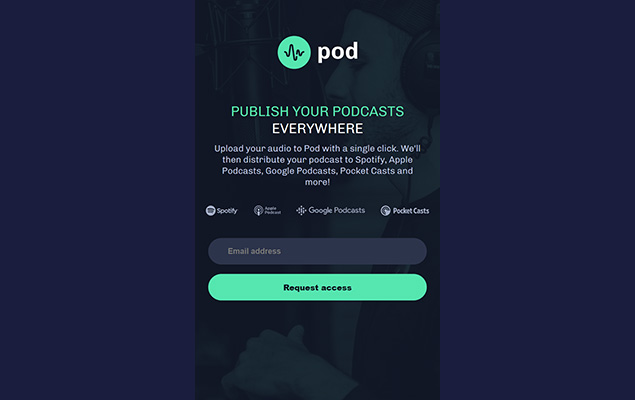 pod
PUBLISH YOUR PODCASTS
EVERYWHERE
Upload your audio to Pod with a single click. We'll
then distribute your podcast to Spotify, Apple
Podcasts, Google Podcasts, Pocket Casts and
more!
Spotify
Apple
Podcast
Google Podcasts
Pocket Casts
Email address
Request access